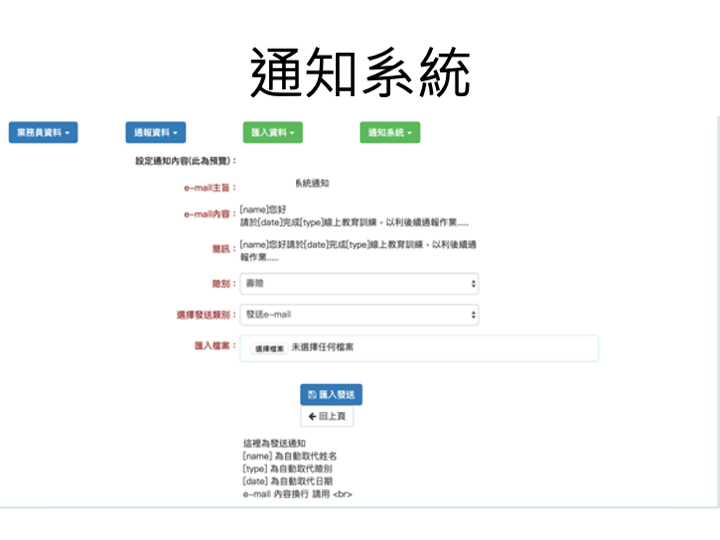 通知系統
業務員資料 通報資料 匯入資料 通知系統
設定通知內容(此為預覽)：
e-mail主旨： 系統通知
e-mail內容： [name]您好
請於[date]完成[type]線上教育訓練，以利後續通報作業.....
簡訊： [name]您好請於[date]完成[type]線上教育訓練，以利後續通
報作業.....
險別： 壽險
選擇發送類別： 發送e-mail
匯入檔案： 選擇檔案 未選擇任何檔案
匯入發送
回上頁
這裡為發送通知
[name] 為自動取代姓名
[type] 為自動取代險別
[date] 為自動取代日期
e-mail 內容換行 請用 <br>